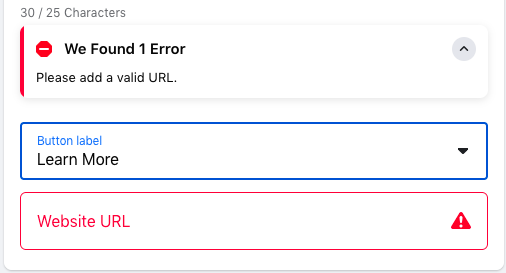 30 / 25 Characters
We Found 1 Error
Please add a valid URL.
Button label
Learn More
Website URL